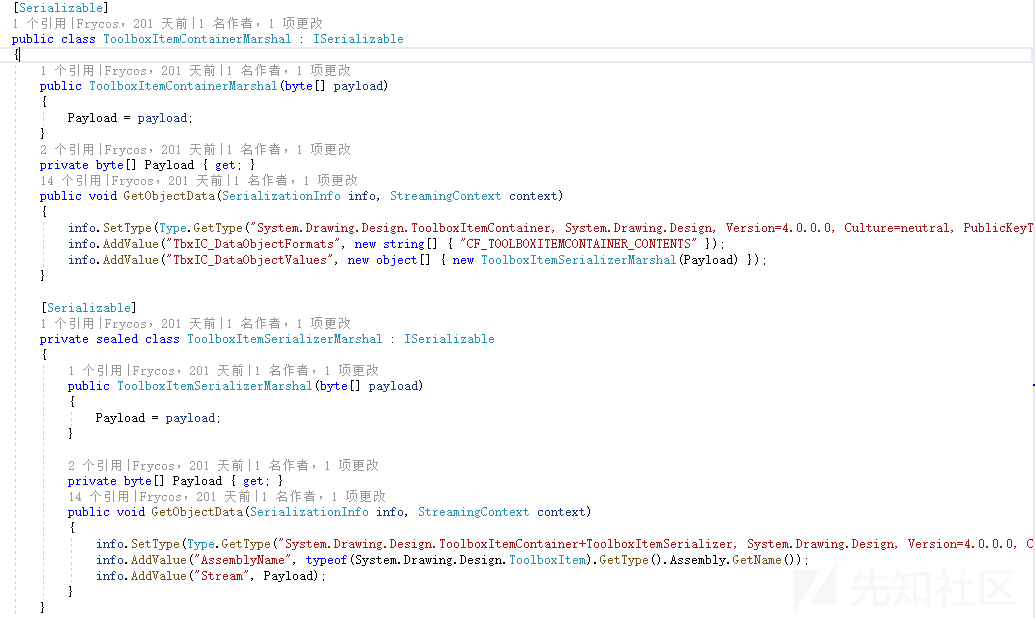 [Serializable]
1 个引用|Frycos, 201 天前|1 名作者, 1 项更改
public class ToolboxItemContainerMarshal : ISerializable
{
1 个引用|Frycos, 201 天前|1 名作者, 1 项更改
public ToolboxItemContainerMarshal(byte[] payload)
{
Payload = payload;
}
2 个引用|Frycos, 201 天前|1 名作者, 1 项更改
private byte[] Payload { get; }
14 个引用|Frycos, 201 天前|1 名作者, 1 项更改
public void GetObjectData(SerializationInfo info, StreamingContext context)
{
info.SetType(Type.GetType("System.Drawing.Design.ToolboxItemContainer, System.Drawing.Design, Version=4.0.0.0, Culture=neutral, PublicKeyT
info.AddValue("TbxIC_DataObjectFormats", new string[] { "CF_TOOLBOXITEMCONTAINER_CONTENTS" });
info.AddValue("TbxIC_DataObjectValues", new object[] { new ToolboxItemSerializerMarshal(Payload) });
}
[Serializable]
1 个引用|Frycos, 201 天前|1 名作者, 1 项更改
private sealed class ToolboxItemSerializerMarshal : ISerializable
{
1 个引用|Frycos, 201 天前|1 名作者, 1 项更改
public ToolboxItemSerializerMarshal(byte[] payload)
{
Payload = payload;
}
2 个引用|Frycos, 201 天前|1 名作者, 1 项更改
private byte[] Payload { get; }
14 个引用|Frycos, 201 天前|1 名作者, 1 项更改
public void GetObjectData(SerializationInfo info, StreamingContext context)
{
info.SetType(Type.GetType("System.Drawing.Design.ToolboxItemContainer+ToolboxItemSerializer, System.Drawing.Design, Version=4.0.0.0, C
info.AddValue("AssemblyName", typeof(System.Drawing.Design.ToolboxItem).GetType().Assembly.GetName());
info.AddValue("Stream", Payload);
}
}
先知社区